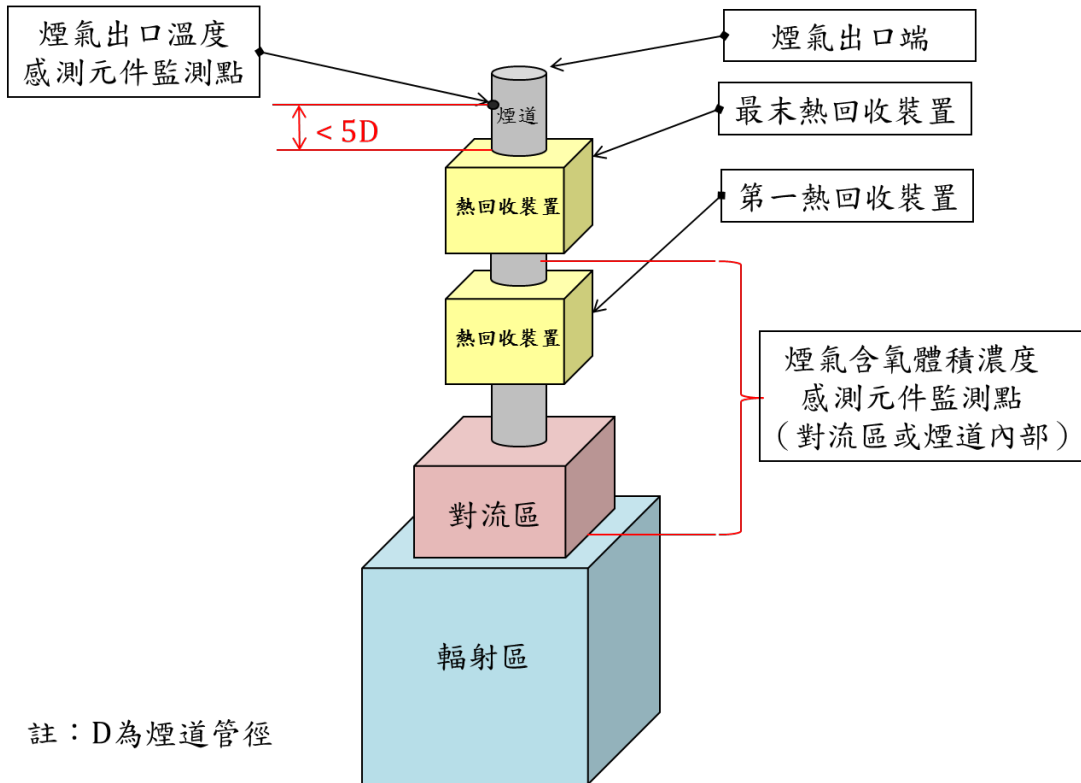 煙氣出口溫度
感測元件監測點
煙氣出口端
煙道
< 5D
最末熱回收裝置
熱回收裝置
第一熱回收裝置
熱回收裝置
煙氣含氧體積濃度
感測元件監測點
（對流區或煙道內部）
對流區
輻射區
註：D為煙道管徑